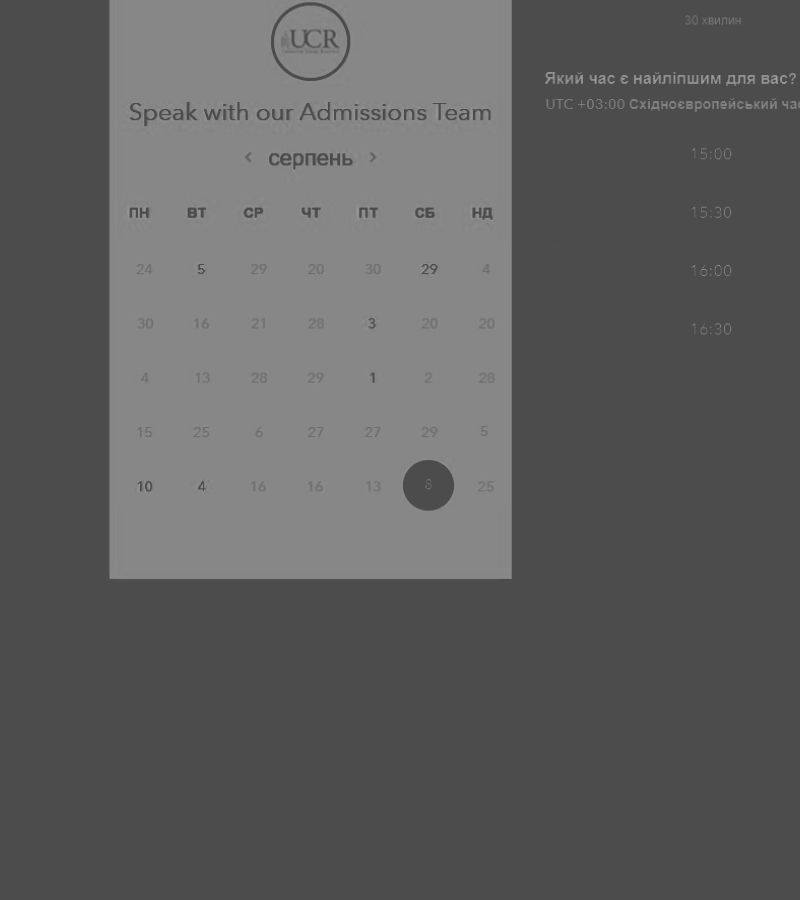 UCR
Speak with our Admissions Team
серпень
ПН ВТ СР ЧТ ПТ СБ НД
24 5 29 20 30 29 4
30 16 21 28 3 20 20
4 13 28 29 1 2 28
15 25 6 27 27 29 5
10 4 16 16 13 8 25
30 хвилин
Який час є найліпшим для вас?
UTC +03:00 Східноєвропейський
15:00
15:30
16:00
16:30